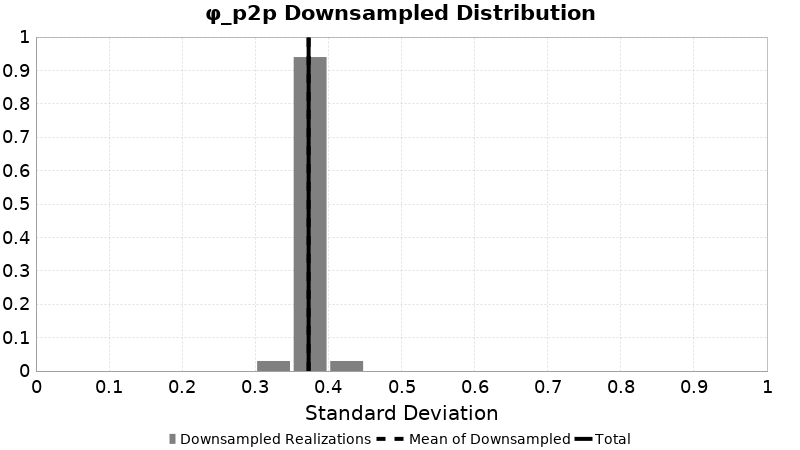 φ_p2p Downsampled Distribution
1
0.9
0.8
0.7
0.6
0.5
0.4
0.3
0.2
0.1
0
0 0.1 0.2 0.3 0.4 0.5 0.6 0.7 0.8 0.9 1
Standard Deviation
Downsampled Realizations Mean of Downsampled Total